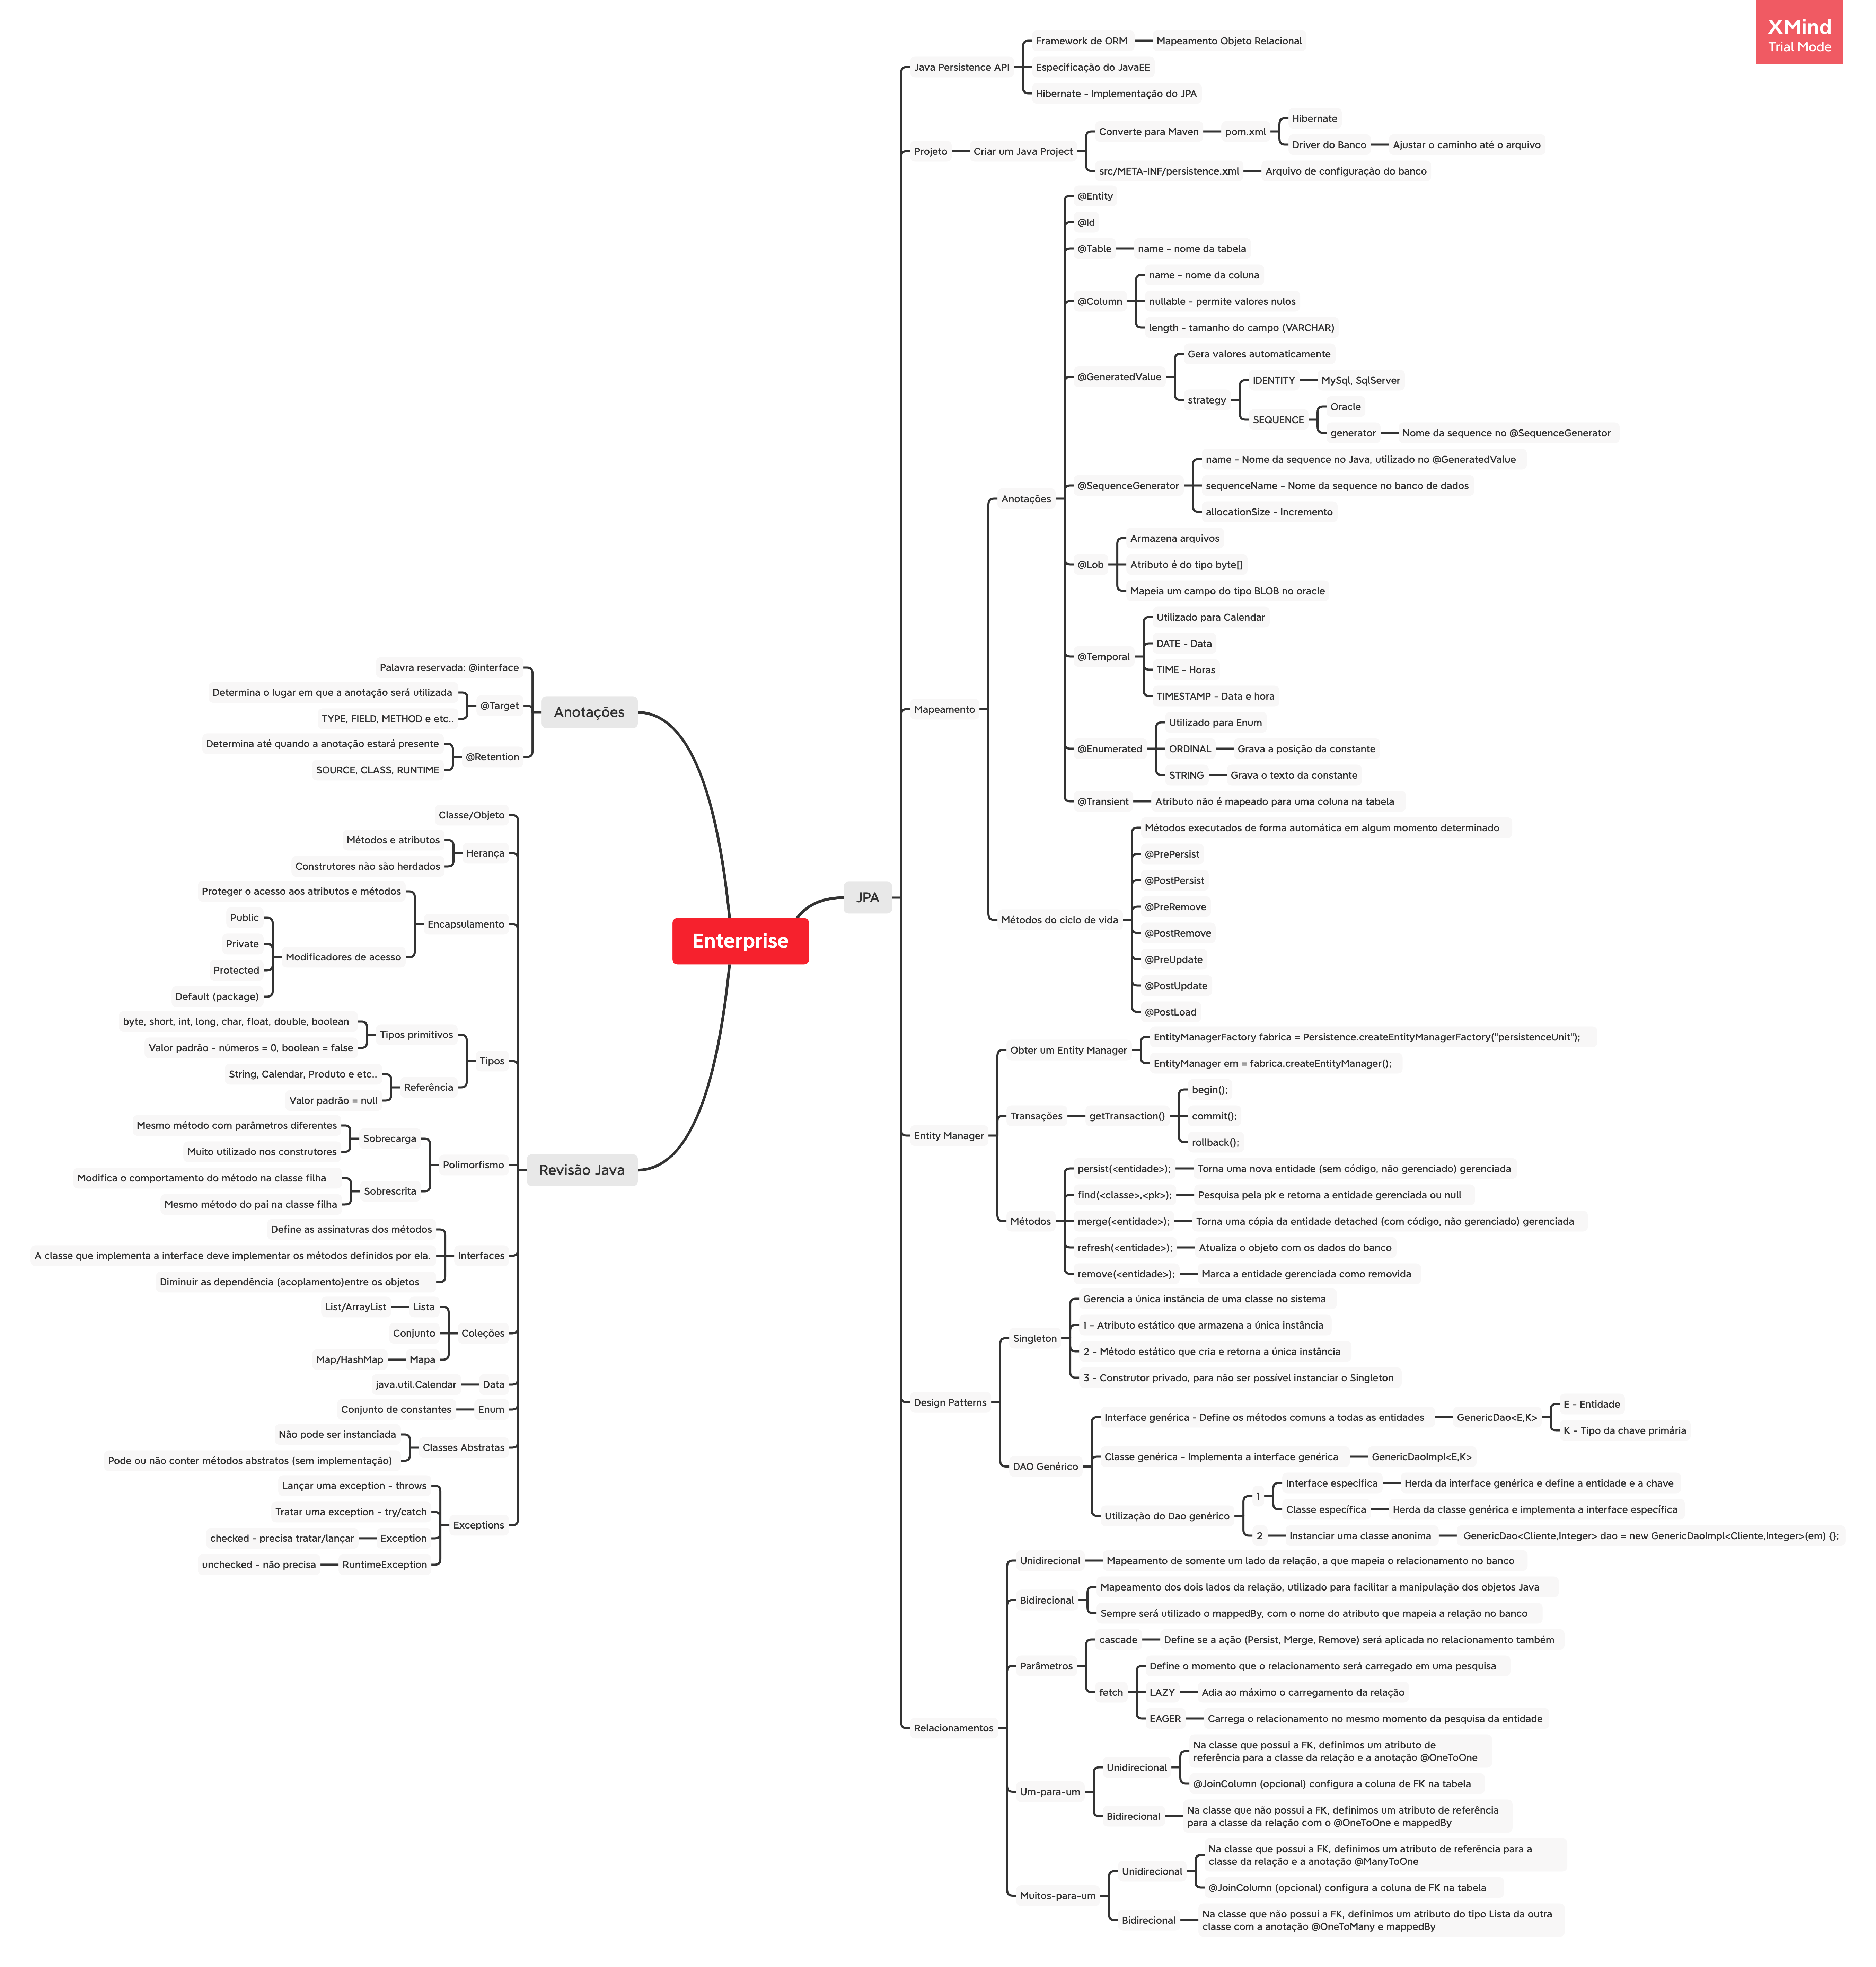 XMind
Trial Mode
Enterprise
JPA
Java Persistence API
Framework de ORM
Mapeamento Objeto Relacional
Especificação do JavaEE
Hibernate - Implementação do JPA
Projeto
Criar um Java Project
Converte para Maven
pom.xml
Hibernate
Driver do Banco
Ajustar o caminho até o arquivo
src/META-INF/persistence.xml
Arquivo de configuração do banco
Mapeamento
Anotações
@Entity
@Id
@Table
name - nome da tabela
@Column
name - nome da coluna
nullable - permite valores nulos
length - tamanho do campo (VARCHAR)
@GeneratedValue
Gera valores automaticamente
strategy
IDENTITY
MySql, SqlServer
SEQUENCE
Oracle
generator
Nome da sequence no @SequenceGenerator
@SequenceGenerator
name - Nome da sequence no Java, utilizado no @GeneratedValue
sequenceName - Nome da sequence no banco de dados
allocationSize - Incremento
@Lob
Armazena arquivos
Atributo é do tipo byte[]
Mapeia um campo do tipo BLOB no oracle
@Temporal
Utilizado para Calendar
DATE - Data
TIME - Horas
TIMESTAMP - Data e hora
@Enumerated
Utilizado para Enum
ORDINAL
Grava a posição da constante
STRING
Grava o texto da constante
@Transient
Atributo não é mapeado para uma coluna na tabela
Métodos do ciclo de vida
Métodos executados de forma automática em algum momento determinado
@PrePersist
@PostPersist
@PreRemove
@PostRemove
@PreUpdate
@PostUpdate
@PostLoad
Entity Manager
Obter um Entity Manager
EntityManagerFactory fabrica = Persistence.createEntityManagerFactory("persistenceUnit");
EntityManager em = fabrica.createEntityManager();
Transações
getTransaction()
begin();
commit();
rollback();
Métodos
persist(<entidade>);
Torna uma nova entidade (sem código, não gerenciado) gerenciada
find(<classe>,<pk>);
Pesquisa pela pk e retorna a entidade gerenciada ou null
merge(<entidade>);
Torna uma cópia da entidade detached (com código, não gerenciado) gerenciada
refresh(<entidade>);
Atualiza o objeto com os dados do banco
remove(<entidade>);
Marca a entidade gerenciada como removida
Design Patterns
Singleton
Gerencia a única instância de uma classe no sistema
1 - Atributo estático que armazena a única instância
2 - Método estático que cria e retorna a única instância
3 - Construtor privado, para não ser possível instanciar o Singleton
DAO Genérico
Interface genérica - Define os métodos comuns a todas as entidades
GenericDao<E,K>
E - Entidade
K - Tipo da chave primária
Classe genérica - Implementa a interface genérica
GenericDaoImpl<E,K>
Utilização do Dao genérico
1
Interface específica
Herda da interface genérica e define a entidade e a chave
Classe específica
Herda da classe genérica e implementa a interface específica
2
Instanciar uma classe anonima
GenericDao<Cliente,Integer> dao = new GenericDaoImpl<Cliente,Integer>(em) {};
Relacionamentos
Unidirecional
Mapeamento de somente um lado da relação, a que mapeia o relacionamento no banco
Bidirecional
Mapeamento dos dois lados da relação, utilizado para facilitar a manipulação dos objetos Java
Sempre será utilizado o mappedBy, com o nome do atributo que mapeia a relação no banco
Parâmetros
cascade
Define se a ação (Persist, Merge, Remove) será aplicada no relacionamento também
fetch
Define o momento que o relacionamento será carregado em uma pesquisa
LAZY
Adia ao máximo o carregamento da relação
EAGER
Carrega o relacionamento no mesmo momento da pesquisa da entidade
Um-para-um
Unidirecional
Na classe que possui a FK, definimos um atributo de
referência para a classe da relação e a anotação @OneToOne
@JoinColumn (opcional) configura a coluna de FK na tabela
Bidirecional
Na classe que não possui a FK, definimos um atributo de referência
para a classe da relação com o @OneToOne e mappedBy
Muitos-para-um
Unidirecional
Na classe que possui a FK, definimos um atributo de referência para a
classe da relação e a anotação @ManyToOne
@JoinColumn (opcional) configura a coluna de FK na tabela
Bidirecional
Na classe que não possui a FK, definimos um atributo do tipo Lista da outra
classe com a anotação @OneToMany e mappedBy
Anotações
Palavra reservada: @interface
@Target
Determina o lugar em que a anotação será utilizada
TYPE, FIELD, METHOD e etc..
@Retention
Determina até quando a anotação estará presente
SOURCE, CLASS, RUNTIME
Revisão Java
Classe/Objeto
Herança
Métodos e atributos
Construtores não são herdados
Encapsulamento
Proteger o acesso aos atributos e métodos
Modificadores de acesso
Public
Private
Protected
Default (package)
Tipos
Tipos primitivos
byte, short, int, long, char, float, double, boolean
Valor padrão - números = 0, boolean = false
Referência
String, Calendar, Produto e etc..
Valor padrão = null
Polimorfismo
Sobrecarga
Mesmo método com parâmetros diferentes
Muito utilizado nos construtores
Sobrescrita
Modifica o comportamento do método na classe filha
Mesmo método do pai na classe filha
Interfaces
Define as assinaturas dos métodos
A classe que implementa a interface deve implementar os métodos definidos por ela.
Diminuir as dependência (acoplamento)entre os objetos
Coleções
Lista
List/ArrayList
Conjunto
Mapa
Map/HashMap
Data
java.util.Calendar
Enum
Conjunto de constantes
Classes Abstratas
Não pode ser instanciada
Pode ou não conter métodos abstratos (sem implementação)
Exceptions
Lançar uma exception - throws
Tratar uma exception - try/catch
Exception
checked - precisa tratar/lançar
RuntimeException
unchecked - não precisa